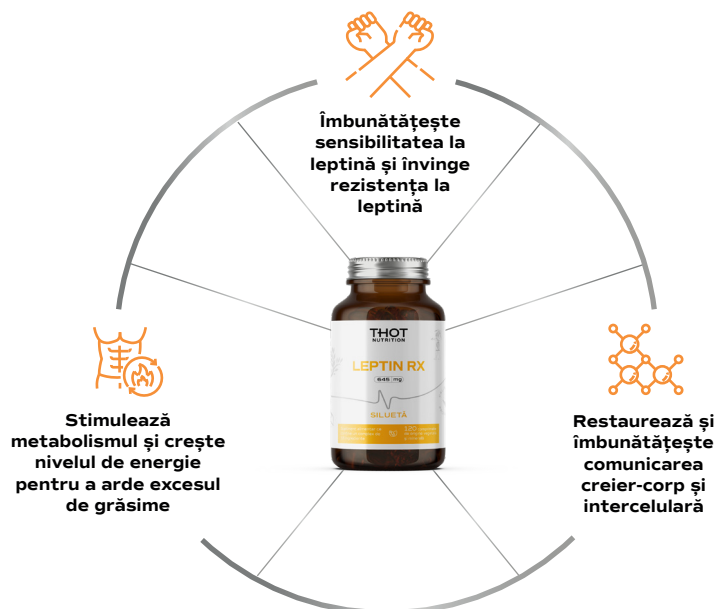 Îmbunătățește
sensibilitatea la
leptină și învinge
rezistența la
leptină
THOT
NUTRITION
LEPTIN RX
645 mg
SILUETĂ
120
Stimulează
metabolismul și crește
nivelul de energie
pentru a arde excesul
de grăsime
Restaurează și
îmbunătățește
comunicarea
creier-corp și
intercelulară